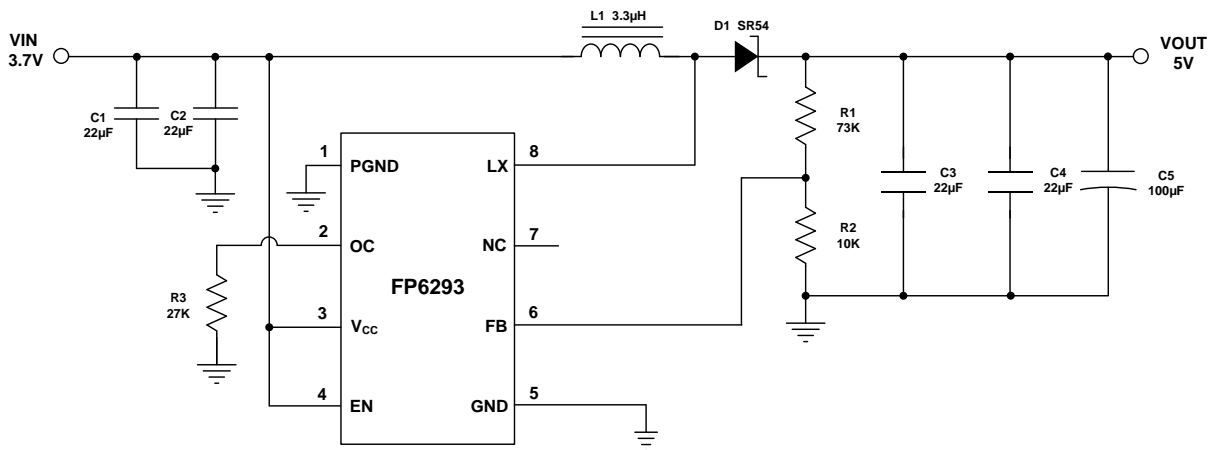 VIN
3.7V
L1 3.3µH
D1 SR54
VOUT
5V
C1
22µF
C2
22µF
R1
73K
1
PGND
LX
8
C3
22µF
C4
22µF
C5
100µF
2
OC
NC
7
R2
10K
FP6293
R3
27K
3
VCC
FB
6
4
EN
GND
5